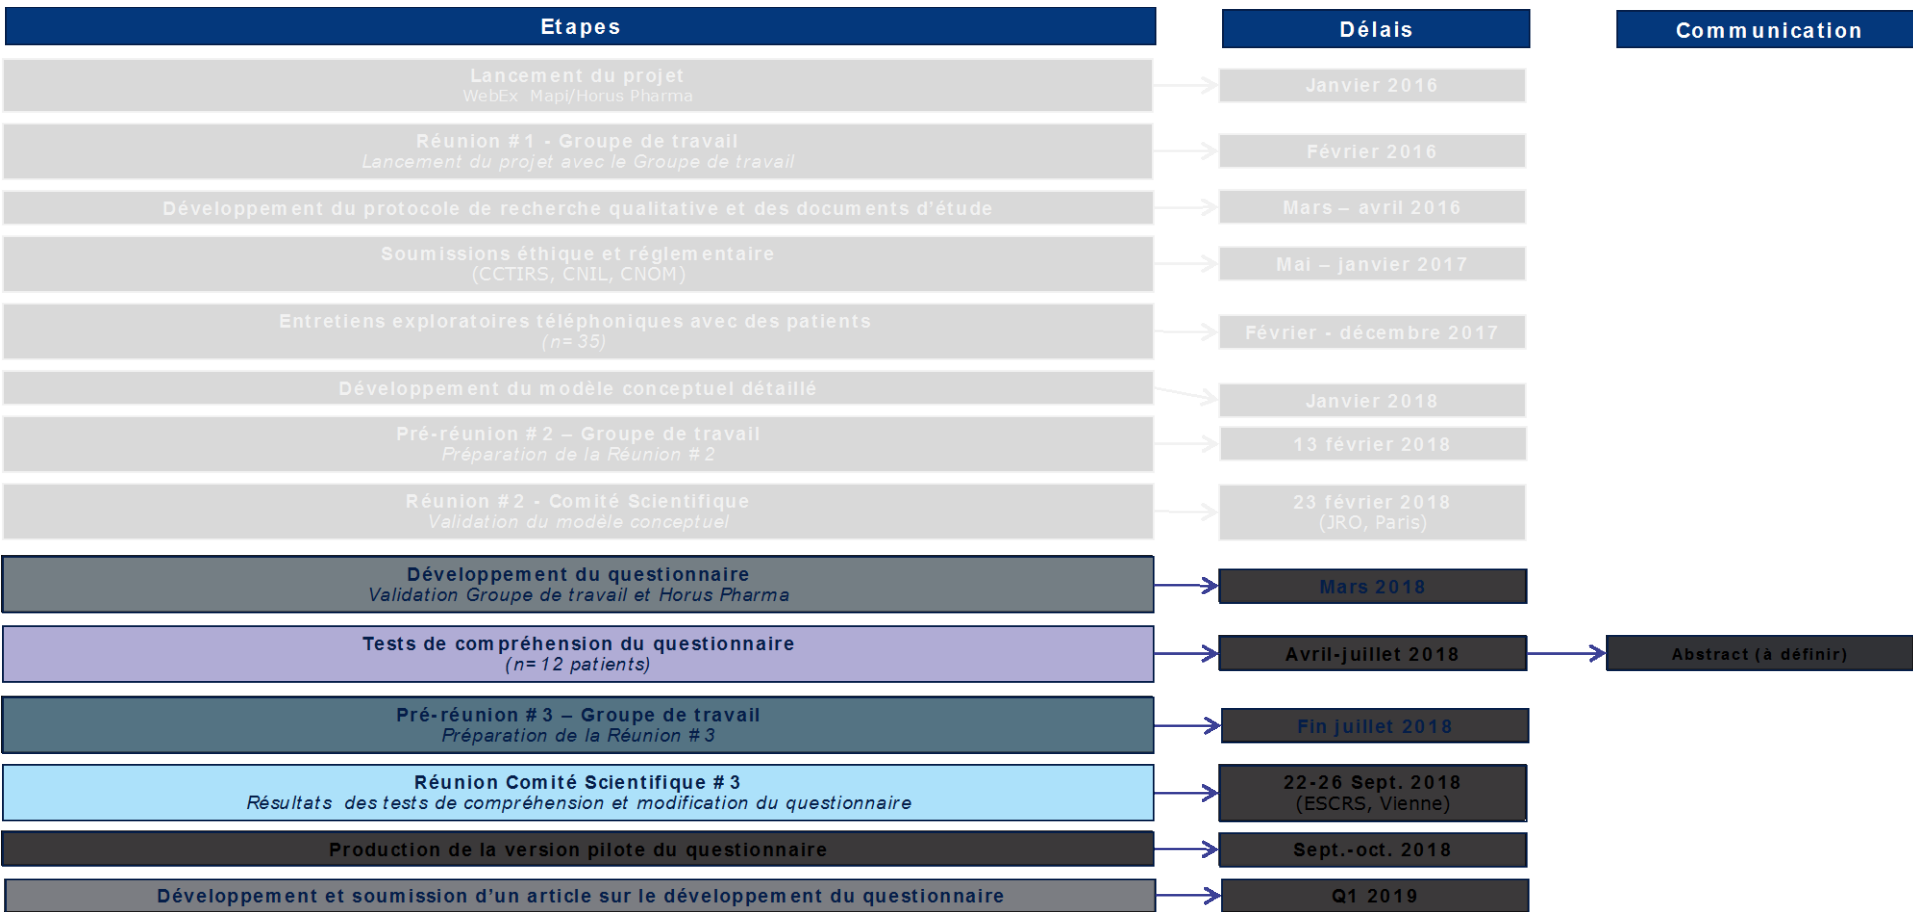 Etapes
Délais
Communication
Lancement du projet
WebEx Mapi/Horus Pharma
Janvier 2016
Réunion #1 - Groupe de travail
Lancement du projet avec le Groupe de travail
Février 2016
Développement du protocole de recherche qualitative et des documents d'étude
Mars – avril 2016
Soumissions éthique et réglementaire
(CCTIRS, CNIL, CNOM)
Mai – janvier 2017
Entretiens exploratoires téléphoniques avec des patients
(n=35)
Février - décembre 2017
Développement du modèle conceptuel détaillé
Janvier 2018
Pré-réunion #2 – Groupe de travail
Préparation de la Réunion #2
13 février 2018
Réunion #2 - Comité Scientifique
Validation du modèle conceptuel
23 février 2018
(JRO, Paris)
Développement du questionnaire
Validation Groupe de travail et Horus Pharma
Mars 2018
Tests de compréhension du questionnaire
(n=12 patients)
Avril-juillet 2018
Abstract (à définir)
Pré-réunion #3 – Groupe de travail
Préparation de la Réunion #3
Fin juillet 2018
Réunion Comité Scientifique #3
Résultats des tests de compréhension et modification du questionnaire
22-26 Sept. 2018
(ESCRS, Vienne)
Production de la version pilote du questionnaire
Sept.-oct. 2018
Développement et soumission d’un article sur le développement du questionnaire
Q1 2019